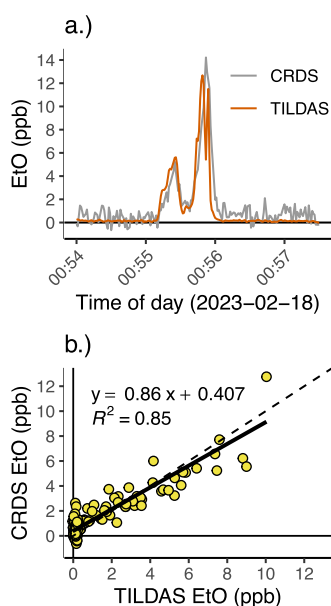 a.)
EtO (ppb)
14
12
10
8
6
4
2
0
CRDS
TILDAS
00:54
00:55
00:56
00:57
Time of day (2023−02−18)
b.)
CRDS EtO (ppb)
12
10
8
6
4
2
0
y = 0.86 x + 0.407
R² = 0.85
0 2 4 6 8 10 12
TILDAS EtO (ppb)